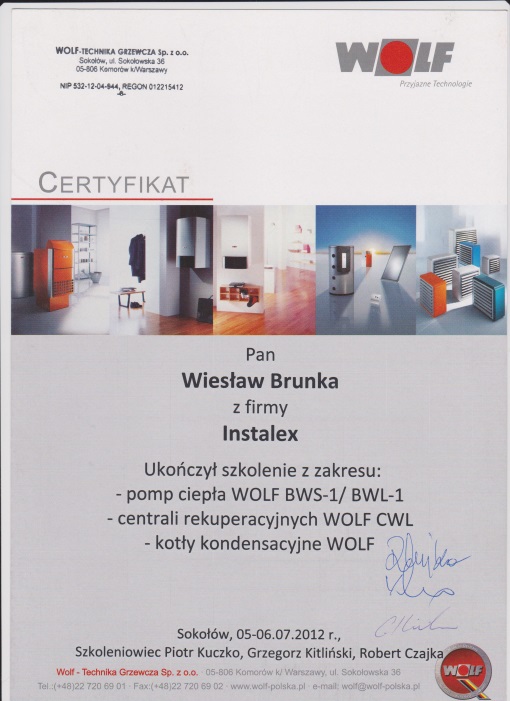 WOLF-TECHNIKA GRZEWCZA Sp. z o.o.
Sokołów, ul. Sokołowska 36
05-806 Komorów k/Warszawy
NIP 532-12-04-844, REGON 012215412
-6-
WOLF
Przyjazne Technologie
CERTYFIKAT
Pan
Wiesław Brunka
z firmy
Instalex
Ukończył szkolenie z zakresu:
- pomp ciepła WOLF BWS-1/ BWL-1
- centrali rekuperacyjnych WOLF CWL
- kotły kondensacyjne WOLF
Sokołów, 05-06.07.2012 r.,
Szkoleniowiec Piotr Kuczko, Grzegorz Kitliński, Robert Czajka
Wolf - Technika Grzewcza Sp. z o.o. · 05-806 Komorów k/ Warszawy, ul. Sokołowska 36
Tel.:(+48)22 720 69 01 · Fax:(+48)22 720 69 02 · www.wolf-polska.pl · e-mail: wolf@wolf-polska.pl
WOLF